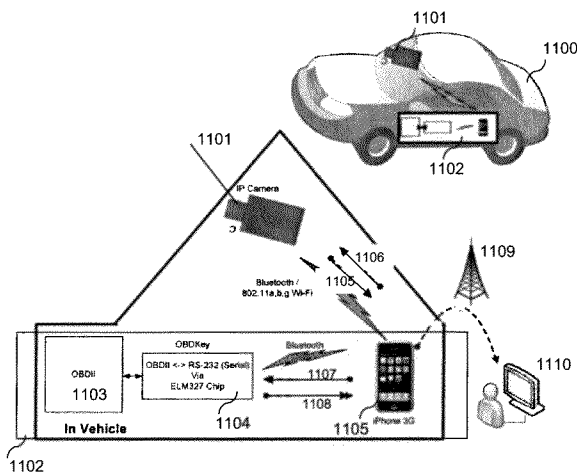 1101
1100
1102
1101
IP Camera
C
1106
1105
Bluetooth /
802.11a,b,g Wi-Fi
1109
1110
OBDII
1103
OBDKey
OBDII <-> RS-232 (Serial)
Via
ELM327 Chip
1104
Bluetooth
1107
1108
1105
iPhone 3G
In Vehicle
1102